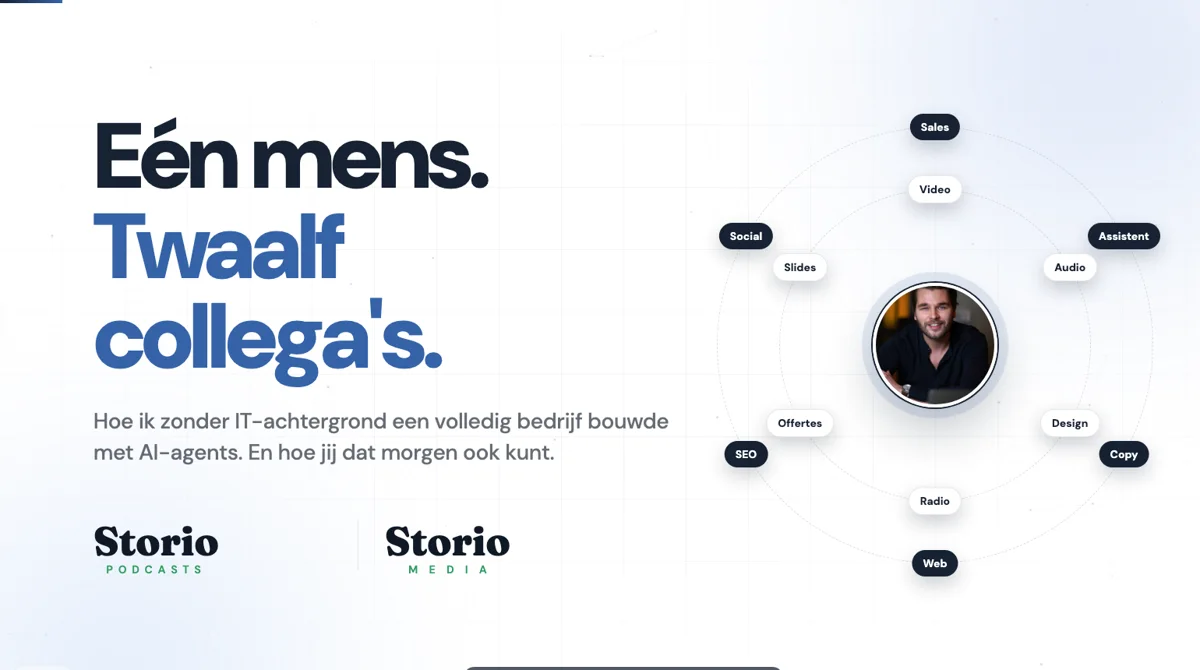 Eén mens.
Twaalf
collega's.
Hoe ik zonder IT-achtergrond een volledig bedrijf bouwde
met AI-agents. En hoe jij dat morgen ook kunt.
Storio
PODCASTS
Storio
MEDIA
Sales
Video
Social
Assistent
Slides
Audio
Offertes
Design
SEO
Copy
Radio
Web